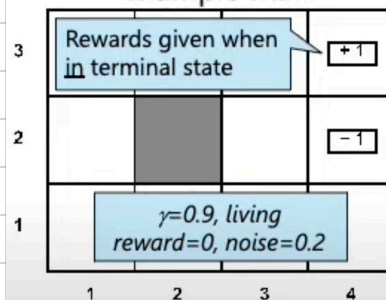 Rewards given when
in terminal state
3
+ 1
2
- 1
1
γ=0.9, living
reward=0, noise=0.2
1
2
3
4